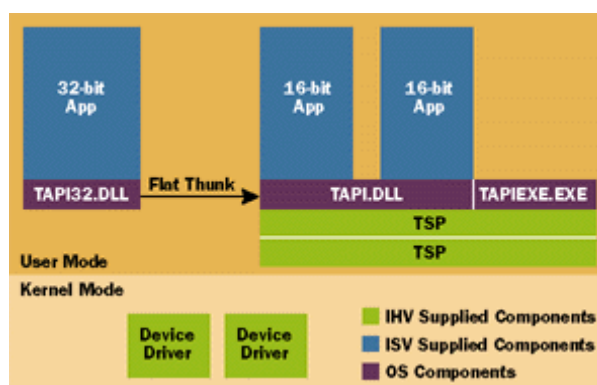 32-bit
App
16-bit
App
16-bit
App
TAPI32.DLL
Flat Thunk
TAPI.DLL
TAPIEXE.EXE
TSP
TSP
User Mode
Kernel Mode
Device
Driver
Device
Driver
IHV Supplied Components
ISV Supplied Components
OS Components